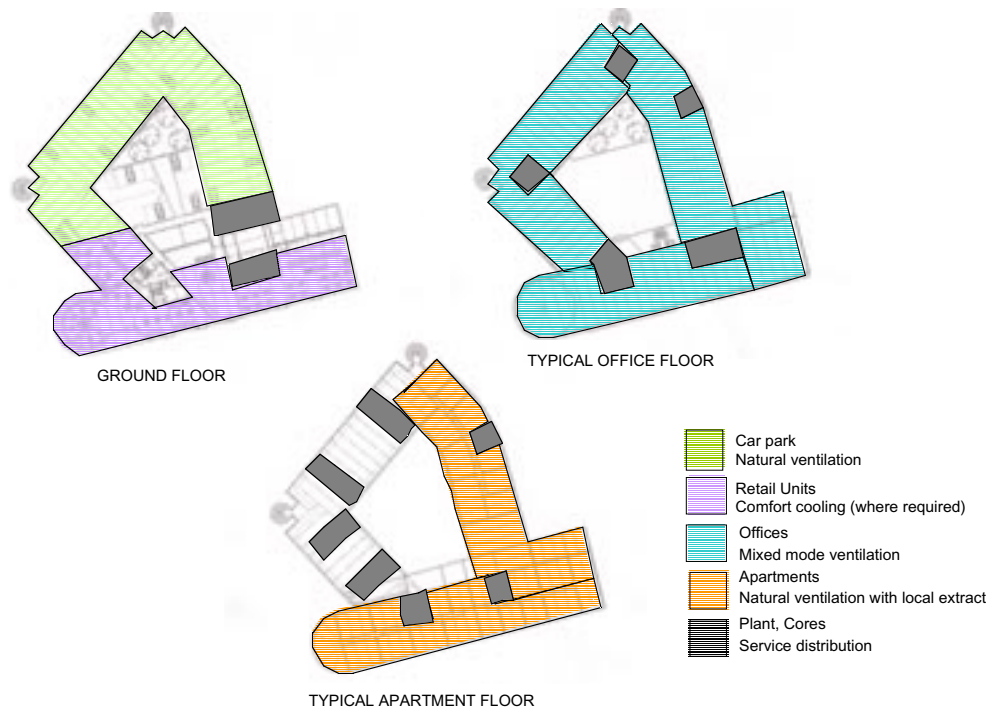 GROUND FLOOR
TYPICAL OFFICE FLOOR
TYPICAL APARTMENT FLOOR
Car park
Natural ventilation
Retail Units
Comfort cooling (where required)
Offices
Mixed mode ventilation
Apartments
Natural ventilation with local extract
Plant, Cores
Service distribution